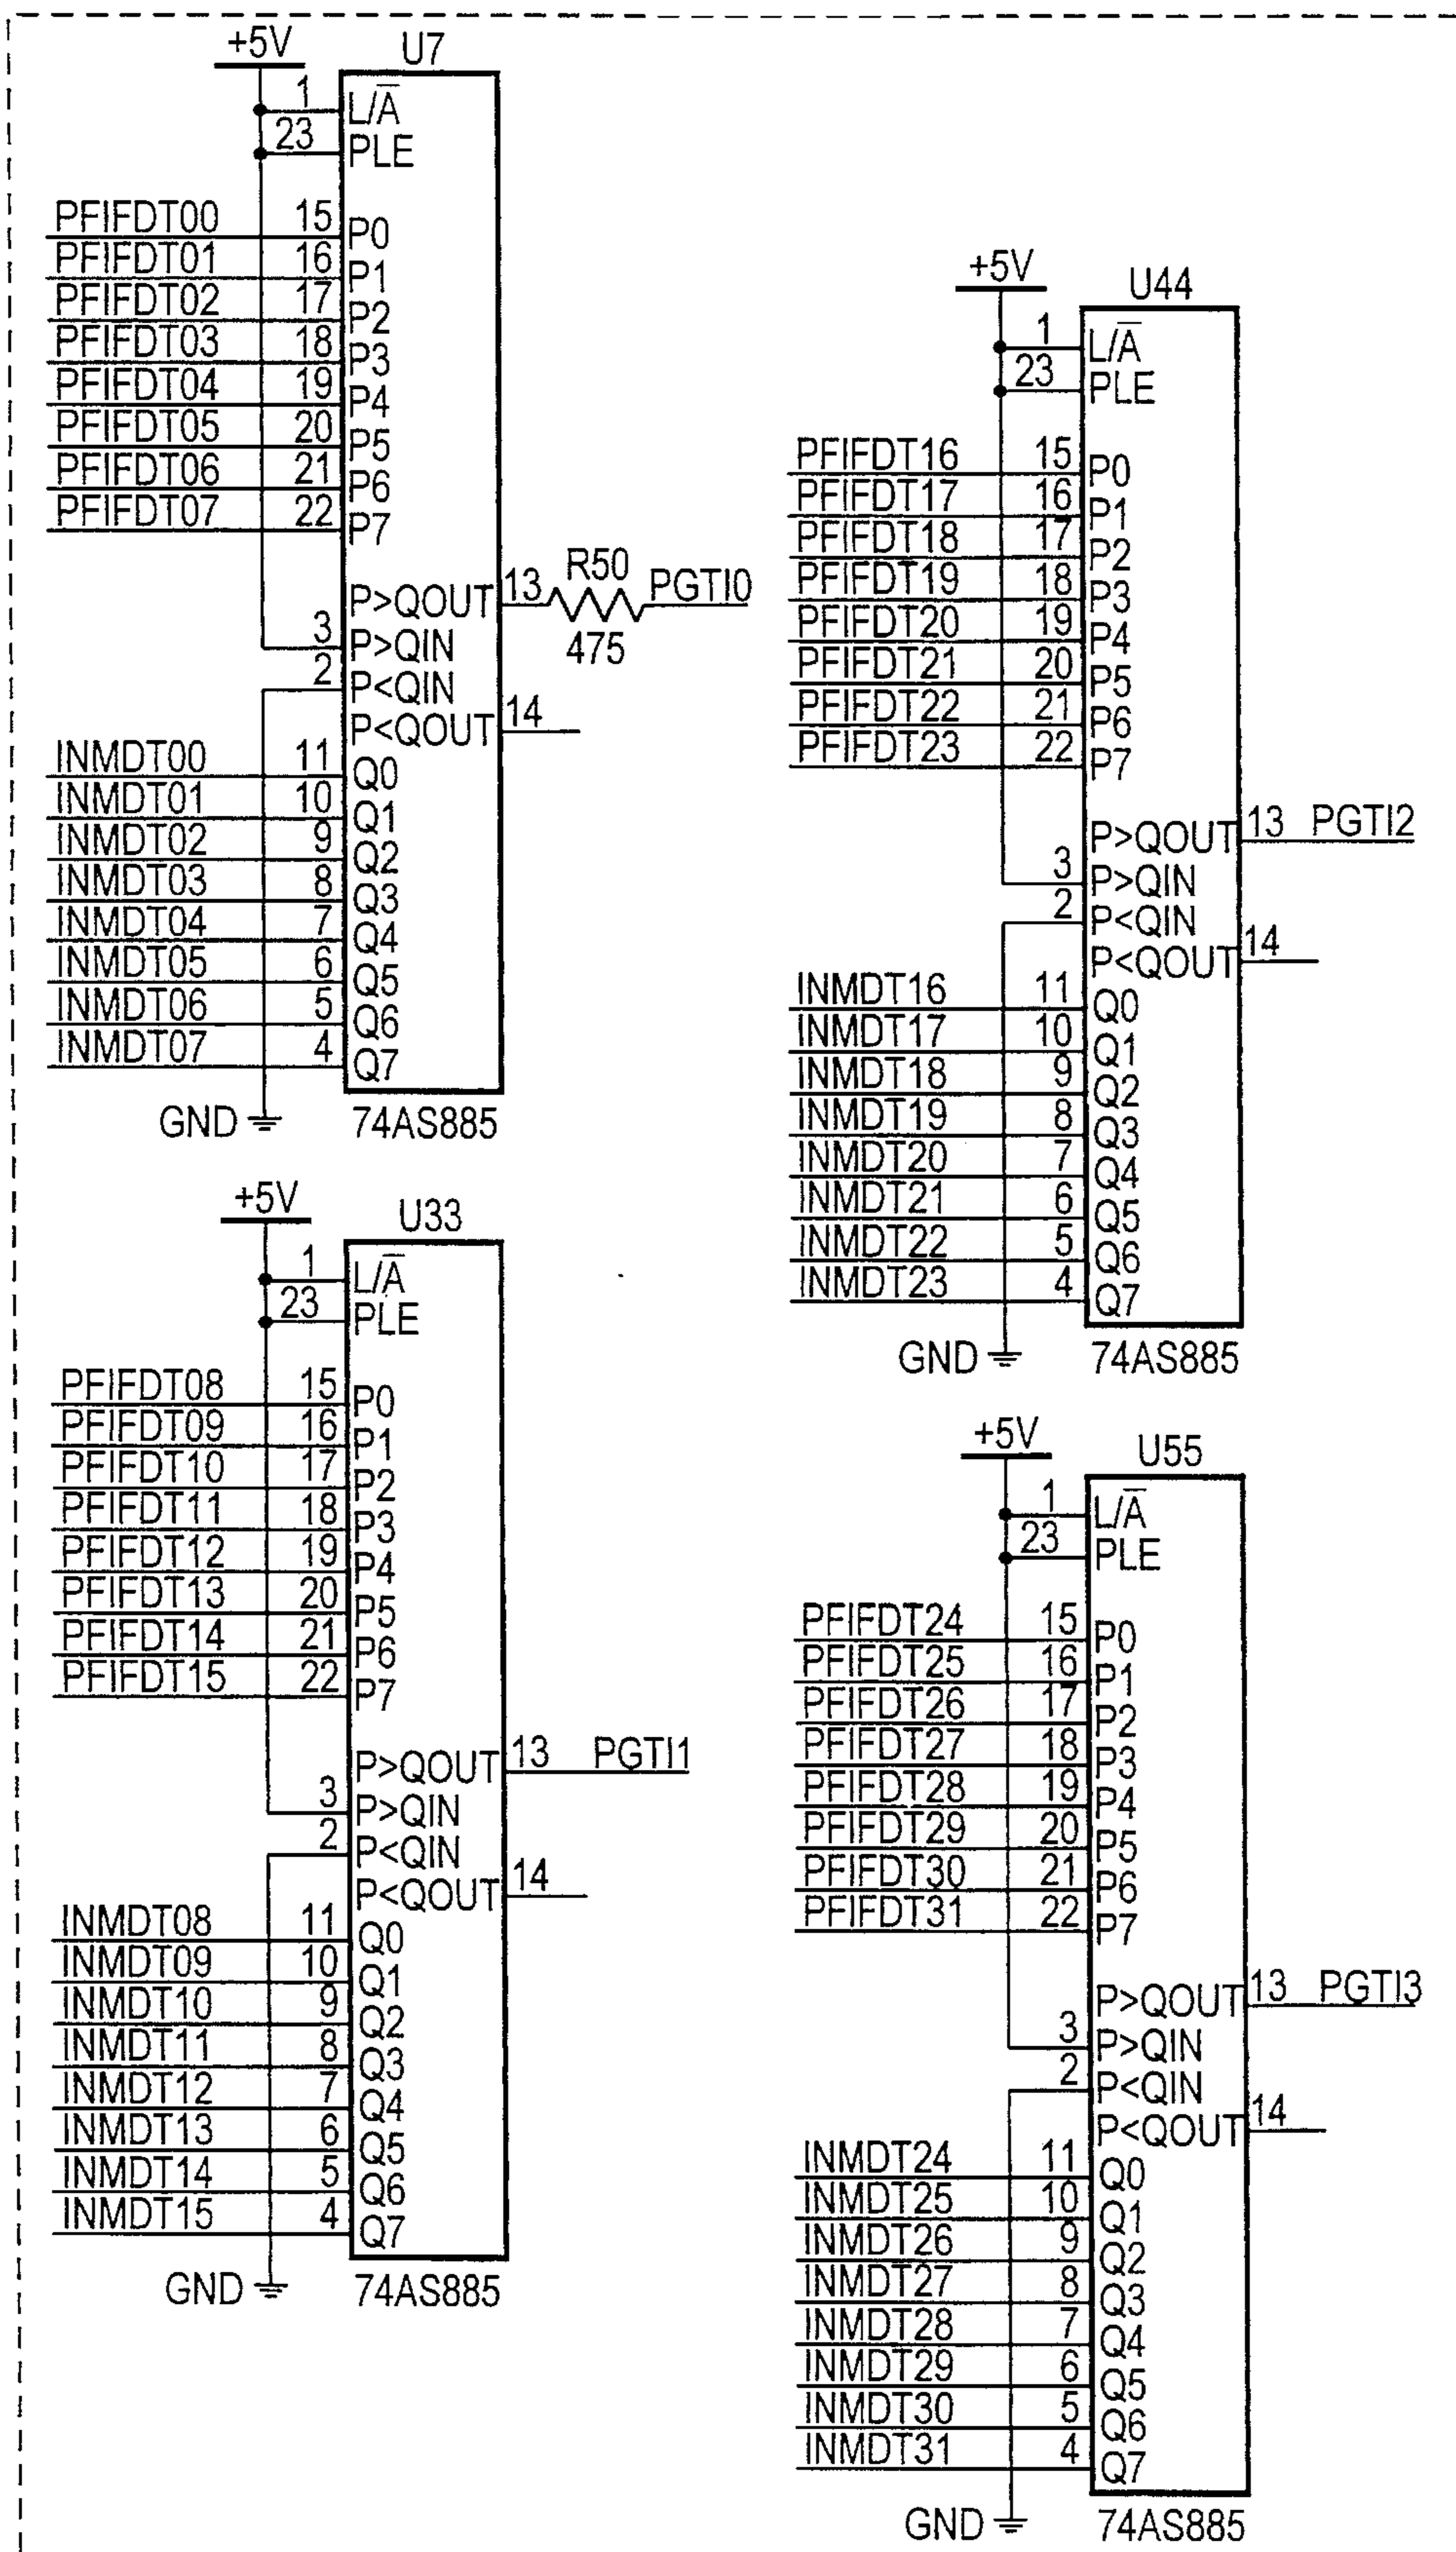 +5V
U7
1 L/A̅
23 PLE
PFIFDT00 15 P0
PFIFDT01 16 P1
PFIFDT02 17 P2
PFIFDT03 18 P3
PFIFDT04 19 P4
PFIFDT05 20 P5
PFIFDT06 21 P6
PFIFDT07 22 P7
P>QOUT 13 R50 PGTI0
475
3 P>QIN
2 P<QIN
P<QOUT 14
INMDT00 11 Q0
INMDT01 10 Q1
INMDT02 9 Q2
INMDT03 8 Q3
INMDT04 7 Q4
INMDT05 6 Q5
INMDT06 5 Q6
INMDT07 4 Q7
GND 74AS885
+5V
U33
1 L/A̅
23 PLE
PFIFDT08 15 P0
PFIFDT09 16 P1
PFIFDT10 17 P2
PFIFDT11 18 P3
PFIFDT12 19 P4
PFIFDT13 20 P5
PFIFDT14 21 P6
PFIFDT15 22 P7
P>QOUT 13 PGTI1
3 P>QIN
2 P<QIN
P<QOUT 14
INMDT08 11 Q0
INMDT09 10 Q1
INMDT10 9 Q2
INMDT11 8 Q3
INMDT12 7 Q4
INMDT13 6 Q5
INMDT14 5 Q6
INMDT15 4 Q7
GND 74AS885
+5V
U44
1 L/A̅
23 PLE
PFIFDT16 15 P0
PFIFDT17 16 P1
PFIFDT18 17 P2
PFIFDT19 18 P3
PFIFDT20 19 P4
PFIFDT21 20 P5
PFIFDT22 21 P6
PFIFDT23 22 P7
P>QOUT 13 PGTI2
3 P>QIN
2 P<QIN
P<QOUT 14
INMDT16 11 Q0
INMDT17 10 Q1
INMDT18 9 Q2
INMDT19 8 Q3
INMDT20 7 Q4
INMDT21 6 Q5
INMDT22 5 Q6
INMDT23 4 Q7
GND 74AS885
+5V
U55
1 L/A̅
23 PLE
PFIFDT24 15 P0
PFIFDT25 16 P1
PFIFDT26 17 P2
PFIFDT27 18 P3
PFIFDT28 19 P4
PFIFDT29 20 P5
PFIFDT30 21 P6
PFIFDT31 22 P7
P>QOUT 13 PGTI3
3 P>QIN
2 P<QIN
P<QOUT 14
INMDT24 11 Q0
INMDT25 10 Q1
INMDT26 9 Q2
INMDT27 8 Q3
INMDT28 7 Q4
INMDT29 6 Q5
INMDT30 5 Q6
INMDT31 4 Q7
GND 74AS885